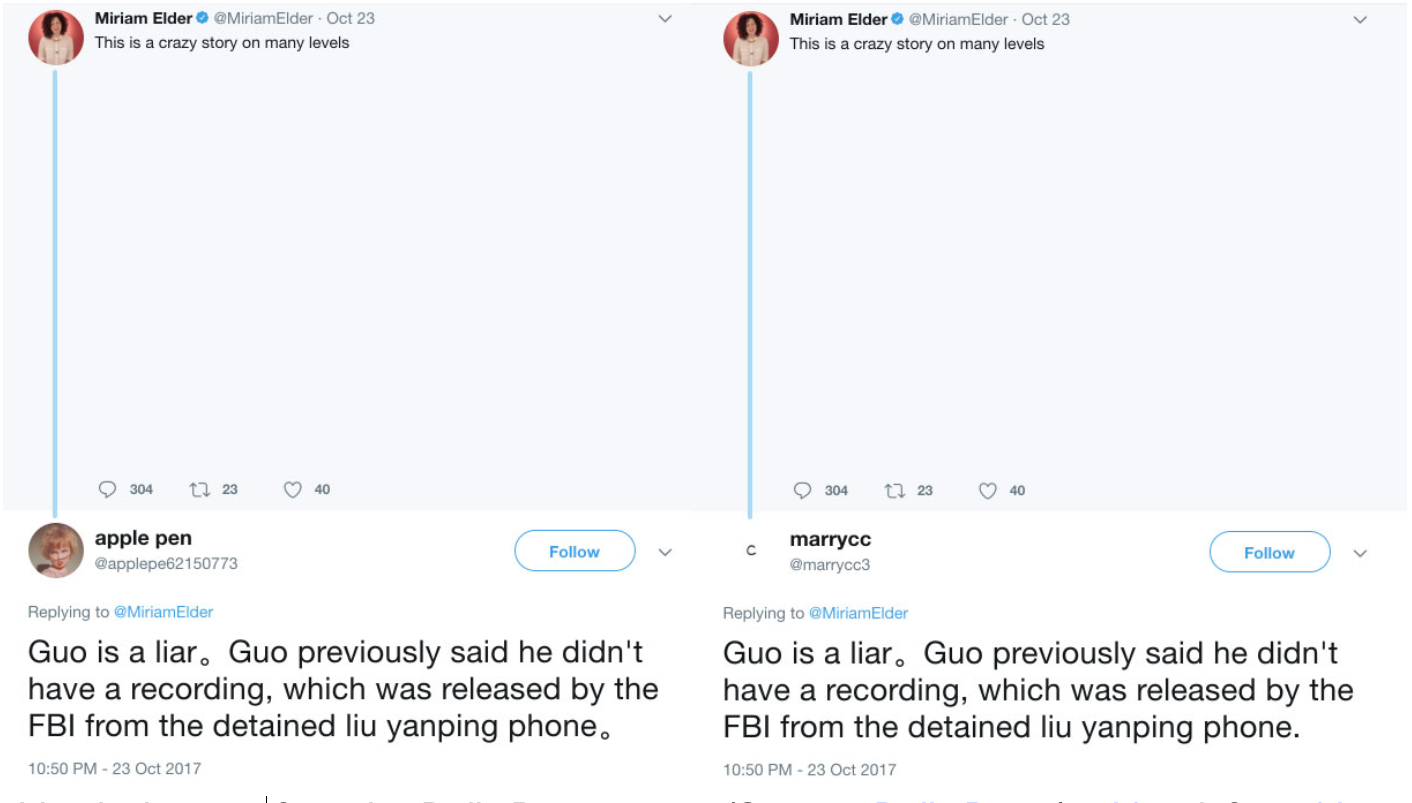 Miriam Elder @MiriamElder · Oct 23
This is a crazy story on many levels
304 23 40
apple pen
@applepe62150773
Follow
Replying to @MiriamElder
Guo is a liar。Guo previously said he didn't
have a recording, which was released by the
FBI from the detained liu yanping phone。
10:50 PM - 23 Oct 2017
Miriam Elder @MiriamElder · Oct 23
This is a crazy story on many levels
304 23 40
C
marrycc
@marrycc3
Follow
Replying to @MiriamElder
Guo is a liar。Guo previously said he didn't
have a recording, which was released by the
FBI from the detained liu yanping phone.
10:50 PM - 23 Oct 2017